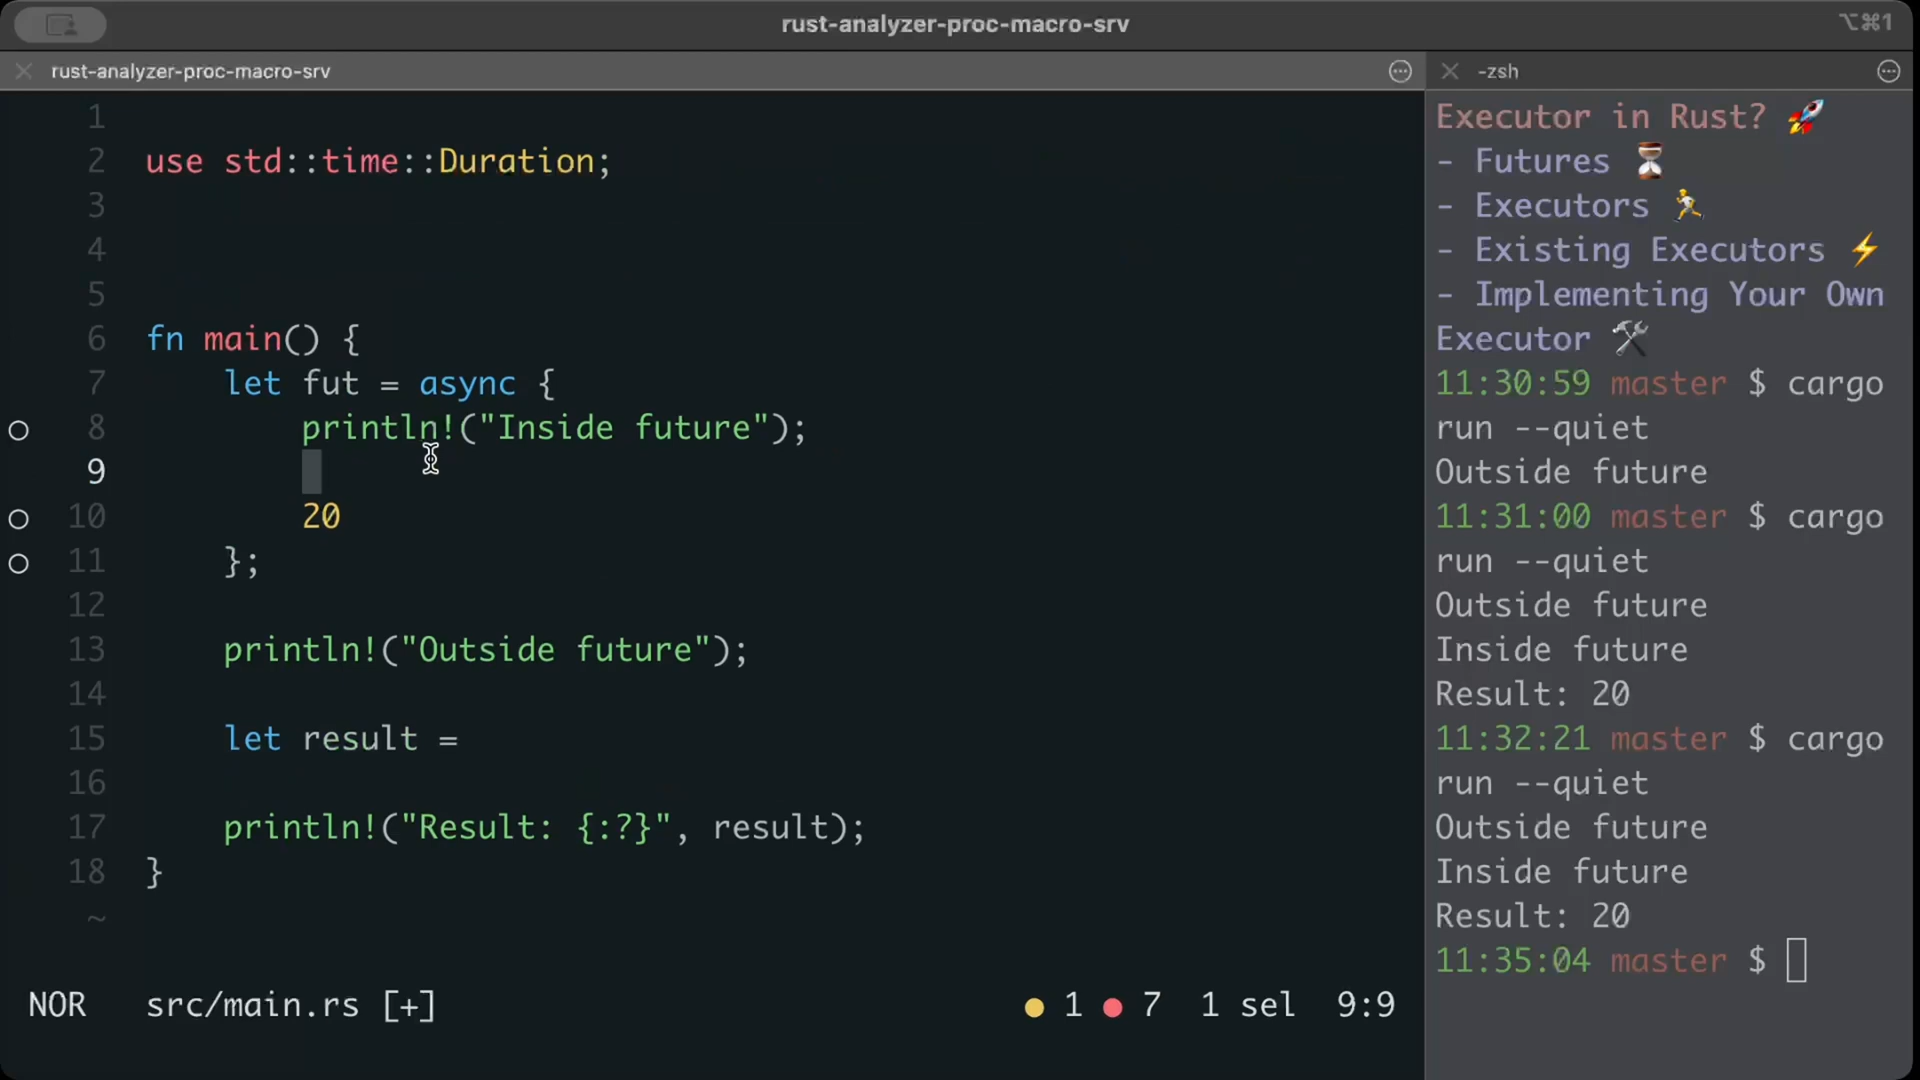 rust-analyzer-proc-macro-srv
⌥⌘1
rust-analyzer-proc-macro-srv
1
2 use std::time::Duration;
3
4
5
6 fn main() {
7 let fut = async {
8 println!("Inside future");
9
10 20
11 };
12
13 println!("Outside future");
14
15 let result =
16
17 println!("Result: {:?}", result);
18 }
~
NOR src/main.rs [+] 1 7 1 sel 9:9
-zsh
Executor in Rust? 🚀
- Futures ⏳
- Executors 🏃
- Existing Executors ⚡
- Implementing Your Own
Executor 🛠
11:30:59 master $ cargo
run --quiet
Outside future
11:31:00 master $ cargo
run --quiet
Outside future
Inside future
Result: 20
11:32:21 master $ cargo
run --quiet
Outside future
Inside future
Result: 20
11:35:04 master $